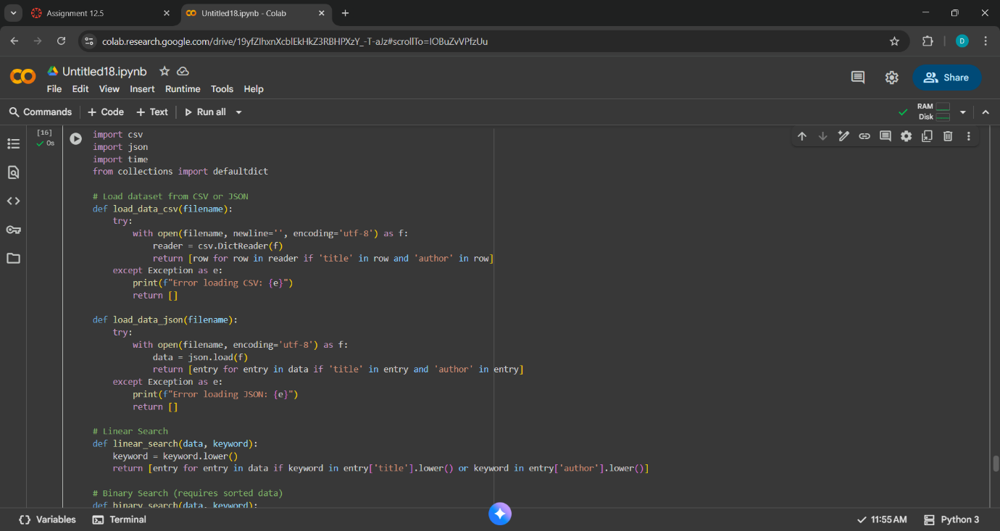 Assignment 12.5
Untitled18.ipynb - Colab
colab.research.google.com/drive/19yfZlhxnXcblEkHkZ3RBHPXzY_-T-aJz#scrollTo=IOBuZvVPfzUu
D
Untitled18.ipynb
File Edit View Insert Runtime Tools Help
Share
Commands + Code + Text Run all
RAM
Disk
[16]
0s
import csv
import json
import time
from collections import defaultdict
# Load dataset from CSV or JSON
def load_data_csv(filename):
    try:
        with open(filename, newline='', encoding='utf-8') as f:
            reader = csv.DictReader(f)
            return [row for row in reader if 'title' in row and 'author' in row]
    except Exception as e:
        print(f"Error loading CSV: {e}")
        return []
def load_data_json(filename):
    try:
        with open(filename, encoding='utf-8') as f:
            data = json.load(f)
            return [entry for entry in data if 'title' in entry and 'author' in entry]
    except Exception as e:
        print(f"Error loading JSON: {e}")
        return []
# Linear Search
def linear_search(data, keyword):
    keyword = keyword.lower()
    return [entry for entry in data if keyword in entry['title'].lower() or keyword in entry['author'].lower()]
# Binary Search (requires sorted data)
def binary_search(data, keyword):
{} Variables Terminal
11:55 AM Python 3